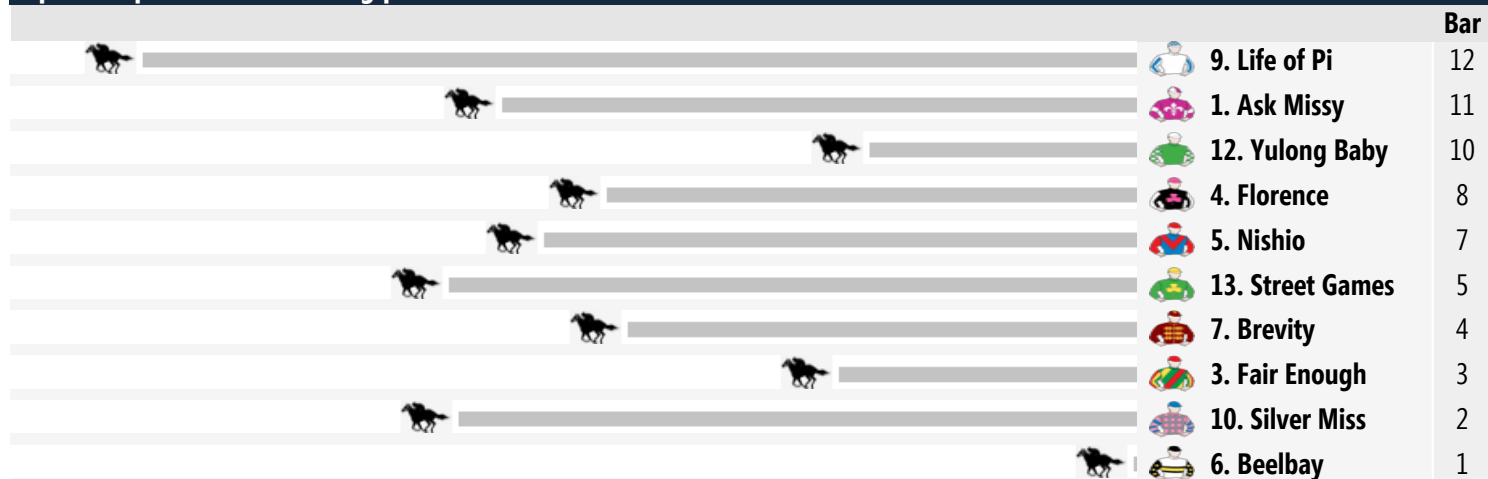 Bar
9. Life of Pi 12
1. Ask Missy 11
12. Yulong Baby 10
4. Florence 8
5. Nishio 7
13. Street Games 5
7. Brevity 4
3. Fair Enough 3
10. Silver Miss 2
6. Beelbay 1